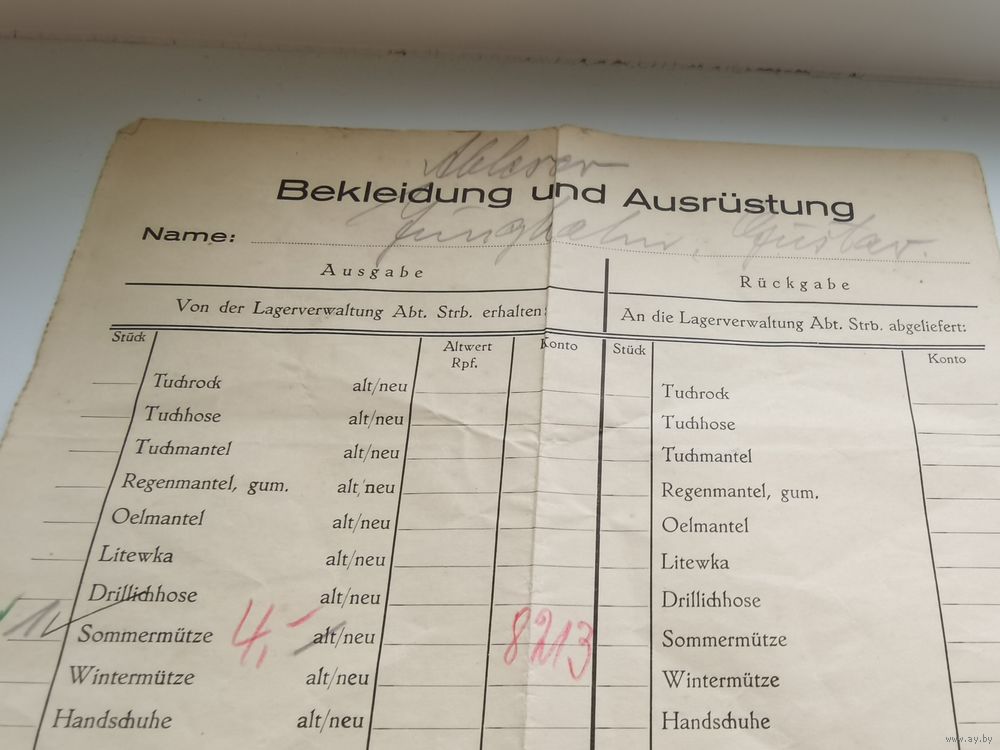 Bekleidung und Ausrüstung
Name: Junghahn, Gustav.
Ausgabe
Rückgabe
Von der Lagerverwaltung Abt. Strb. erhalten:
An die Lagerverwaltung Abt. Strb. abgeliefert:
Stück Altwert Rpf. Konto Stück Konto
Tuchrock alt/neu Tuchrock
Tuchhose alt/neu Tuchhose
Tuchmantel alt/neu Tuchmantel
Regenmantel, gum. alt/neu Regenmantel, gum.
Oelmantel alt/neu Oelmantel
Litewka alt/neu Litewka
Drillichhose alt/neu Drillichhose
1 Sommermütze 4,- alt/neu 8213 Sommermütze
Wintermütze alt/neu Wintermütze
Handschuhe alt/neu Handschuhe
www.ay.by